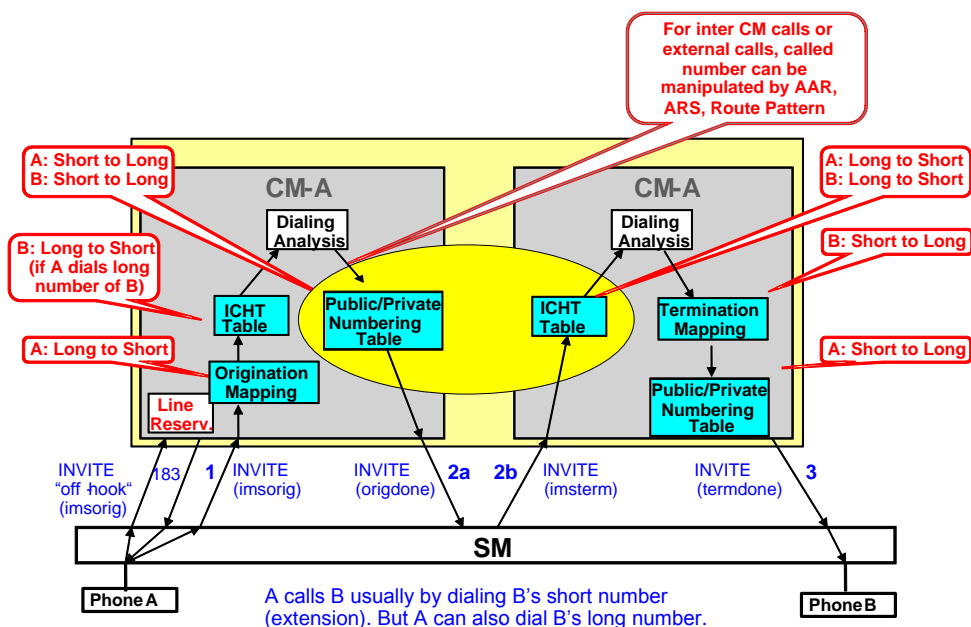 For inter CM calls or
external calls, called
number can be
manipulated by AAR,
ARS, Route Pattern
A: Short to Long
B: Short to Long
A: Long to Short
B: Long to Short
CM-A
CM-A
Dialing
Analysis
Dialing
Analysis
B: Long to Short
(if A dials long
number of B)
B: Short to Long
ICHT
Table
Public/Private
Numbering
Table
ICHT
Table
Termination
Mapping
A: Long to Short
A: Short to Long
Origination
Mapping
Public/Private
Numbering
Table
Line
Reserv.
INVITE
“off -hook“
(imsorig)
183
1
INVITE
(imsorig)
INVITE
(origdone)
2a
2b
INVITE
(imsterm)
INVITE
(termdone)
3
SM
Phone A
A calls B usually by dialing B’s short number
(extension). But A can also dial B’s long number.
Phone B